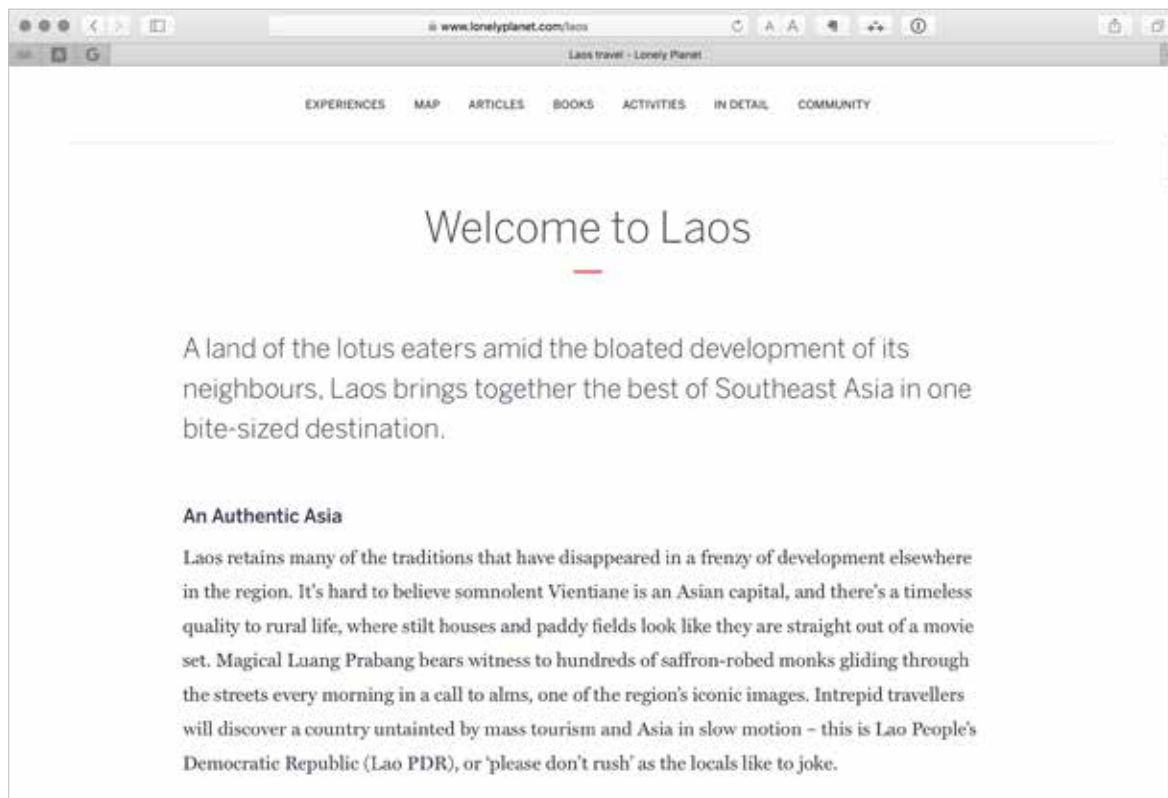 www.lonelyplanet.com/laos
A A
G
Laos travel - Lonely Planet
EXPERIENCES MAP ARTICLES BOOKS ACTIVITIES IN DETAIL COMMUNITY
Welcome to Laos
A land of the lotus eaters amid the bloated development of its
neighbours, Laos brings together the best of Southeast Asia in one
bite-sized destination.
An Authentic Asia
Laos retains many of the traditions that have disappeared in a frenzy of development elsewhere
in the region. It's hard to believe somnolent Vientiane is an Asian capital, and there's a timeless
quality to rural life, where stilt houses and paddy fields look like they are straight out of a movie
set. Magical Luang Prabang bears witness to hundreds of saffron-robed monks gliding through
the streets every morning in a call to alms, one of the region's iconic images. Intrepid travellers
will discover a country untainted by mass tourism and Asia in slow motion – this is Lao People's
Democratic Republic (Lao PDR), or 'please don't rush' as the locals like to joke.